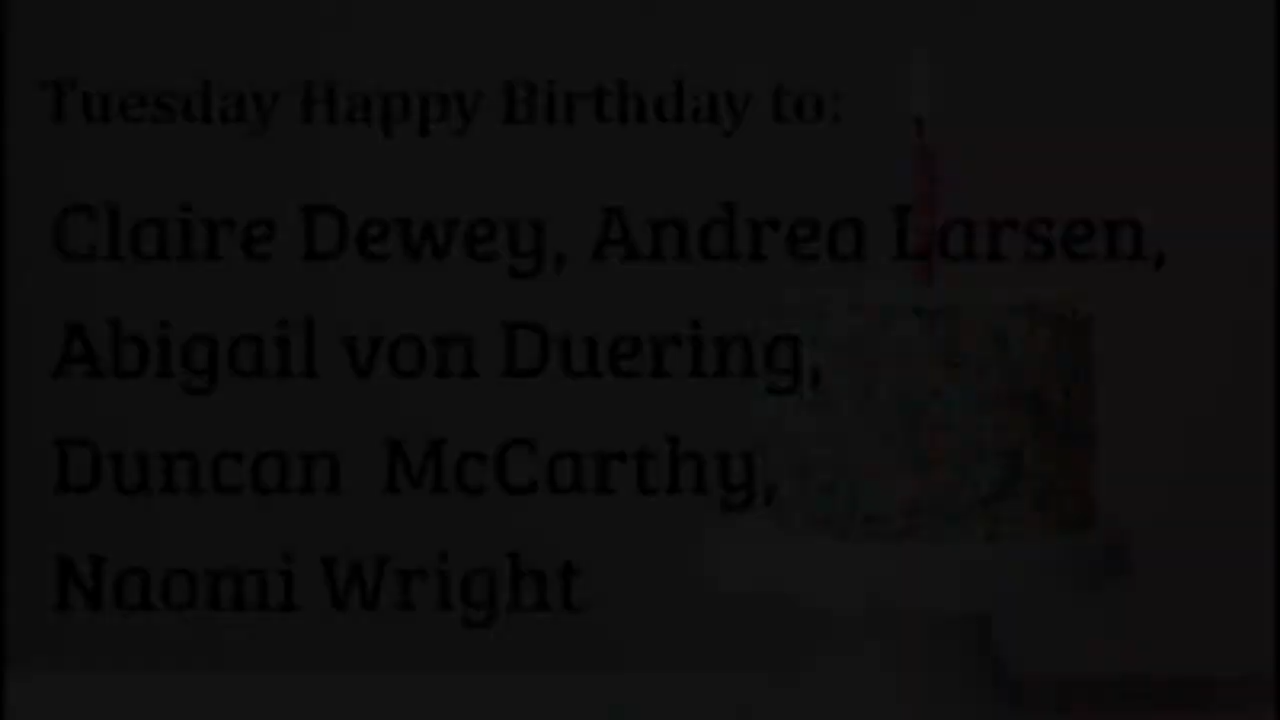 Tuesday Happy Birthday to:
Claire Dewey, Andrea Larsen,
Abigail von Duering,
Duncan McCarthy,
Naomi Wright